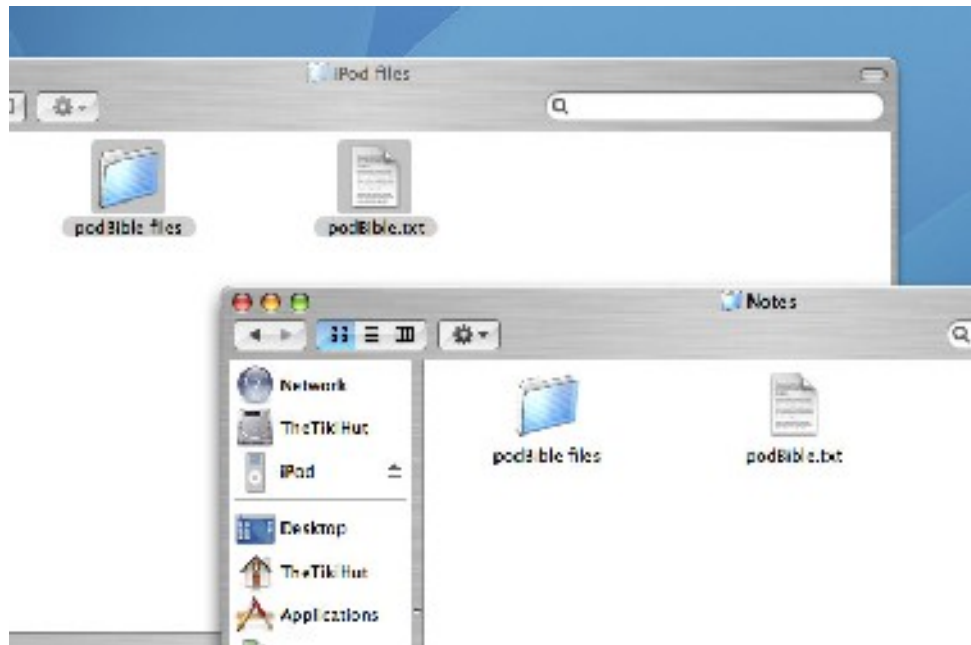 iPod files
podBible files
podBible.txt
Notes
Network
TheTikiHut
iPod
podBible files
podBible.txt
Desktop
TheTikiHut
Applications